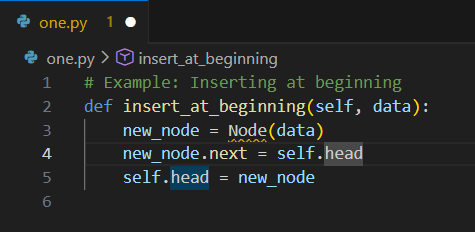 one.py 1
one.py > insert_at_beginning
1 # Example: Inserting at beginning
2 def insert_at_beginning(self, data):
3     new_node = Node(data)
4     new_node.next = self.head
5     self.head = new_node
6